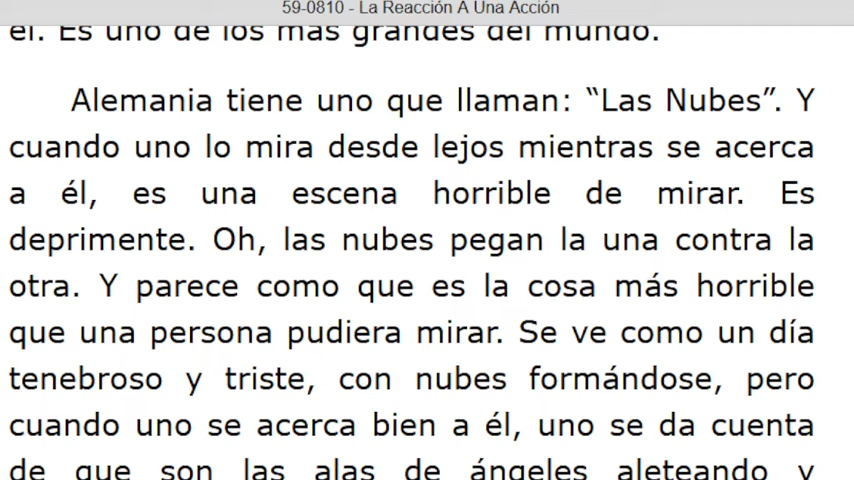 59-0810 - La Reacción A Una Acción
él. Es uno de los más grandes del mundo.
Alemania tiene uno que llaman: “Las Nubes”. Y
cuando uno lo mira desde lejos mientras se acerca
a él, es una escena horrible de mirar. Es
deprimente. Oh, las nubes pegan la una contra la
otra. Y parece como que es la cosa más horrible
que una persona pudiera mirar. Se ve como un día
tenebroso y triste, con nubes formándose, pero
cuando uno se acerca bien a él, uno se da cuenta
de que son las alas de ángeles aleteando y